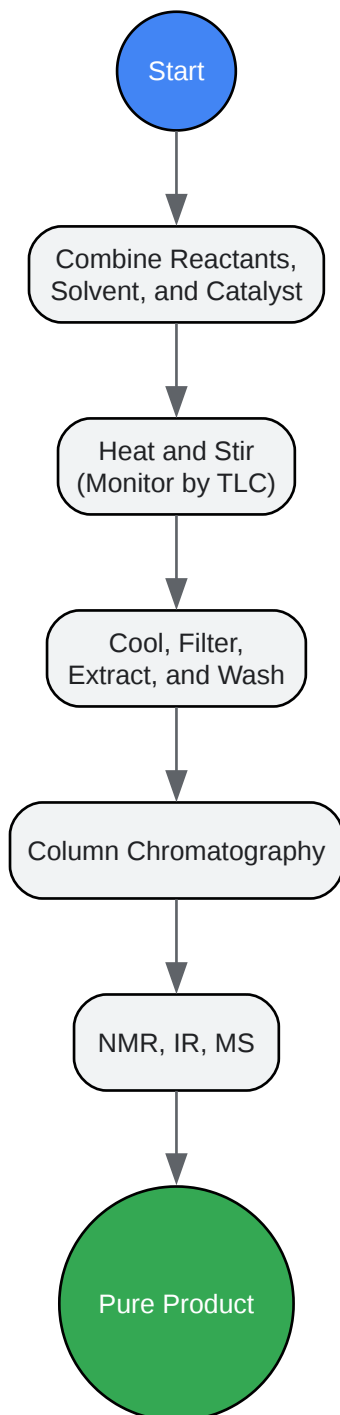 Start
Combine Reactants,
Solvent, and Catalyst
Heat and Stir
(Monitor by TLC)
Cool, Filter,
Extract, and Wash
Column Chromatography
NMR, IR, MS
Pure Product